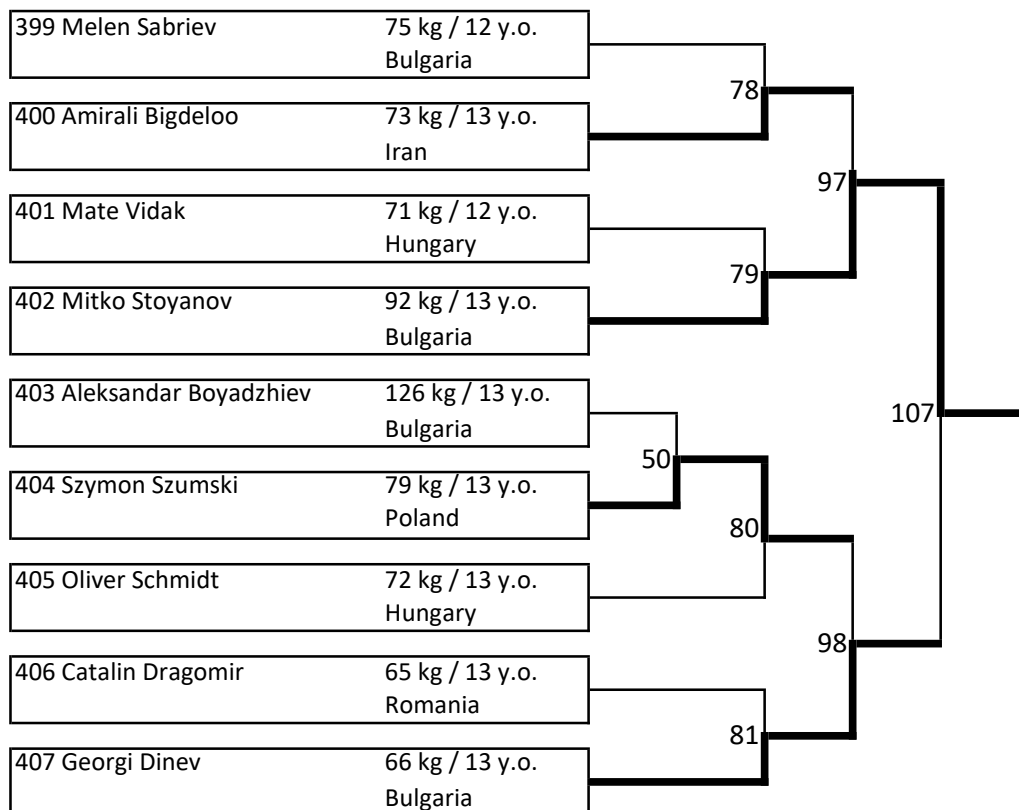 399 Melen Sabriev 75 kg / 12 y.o.
Bulgaria
78
400 Amirali Bigdeloo 73 kg / 13 y.o.
Iran
97
401 Mate Vidak 71 kg / 12 y.o.
Hungary
79
402 Mitko Stoyanov 92 kg / 13 y.o.
Bulgaria
403 Aleksandar Boyadzhiev 126 kg / 13 y.o.
107
Bulgaria
50
404 Szymon Szumski 79 kg / 13 y.o.
Poland
80
405 Oliver Schmidt 72 kg / 13 y.o.
Hungary
98
406 Catalin Dragomir 65 kg / 13 y.o.
Romania
81
407 Georgi Dinev 66 kg / 13 y.o.
Bulgaria